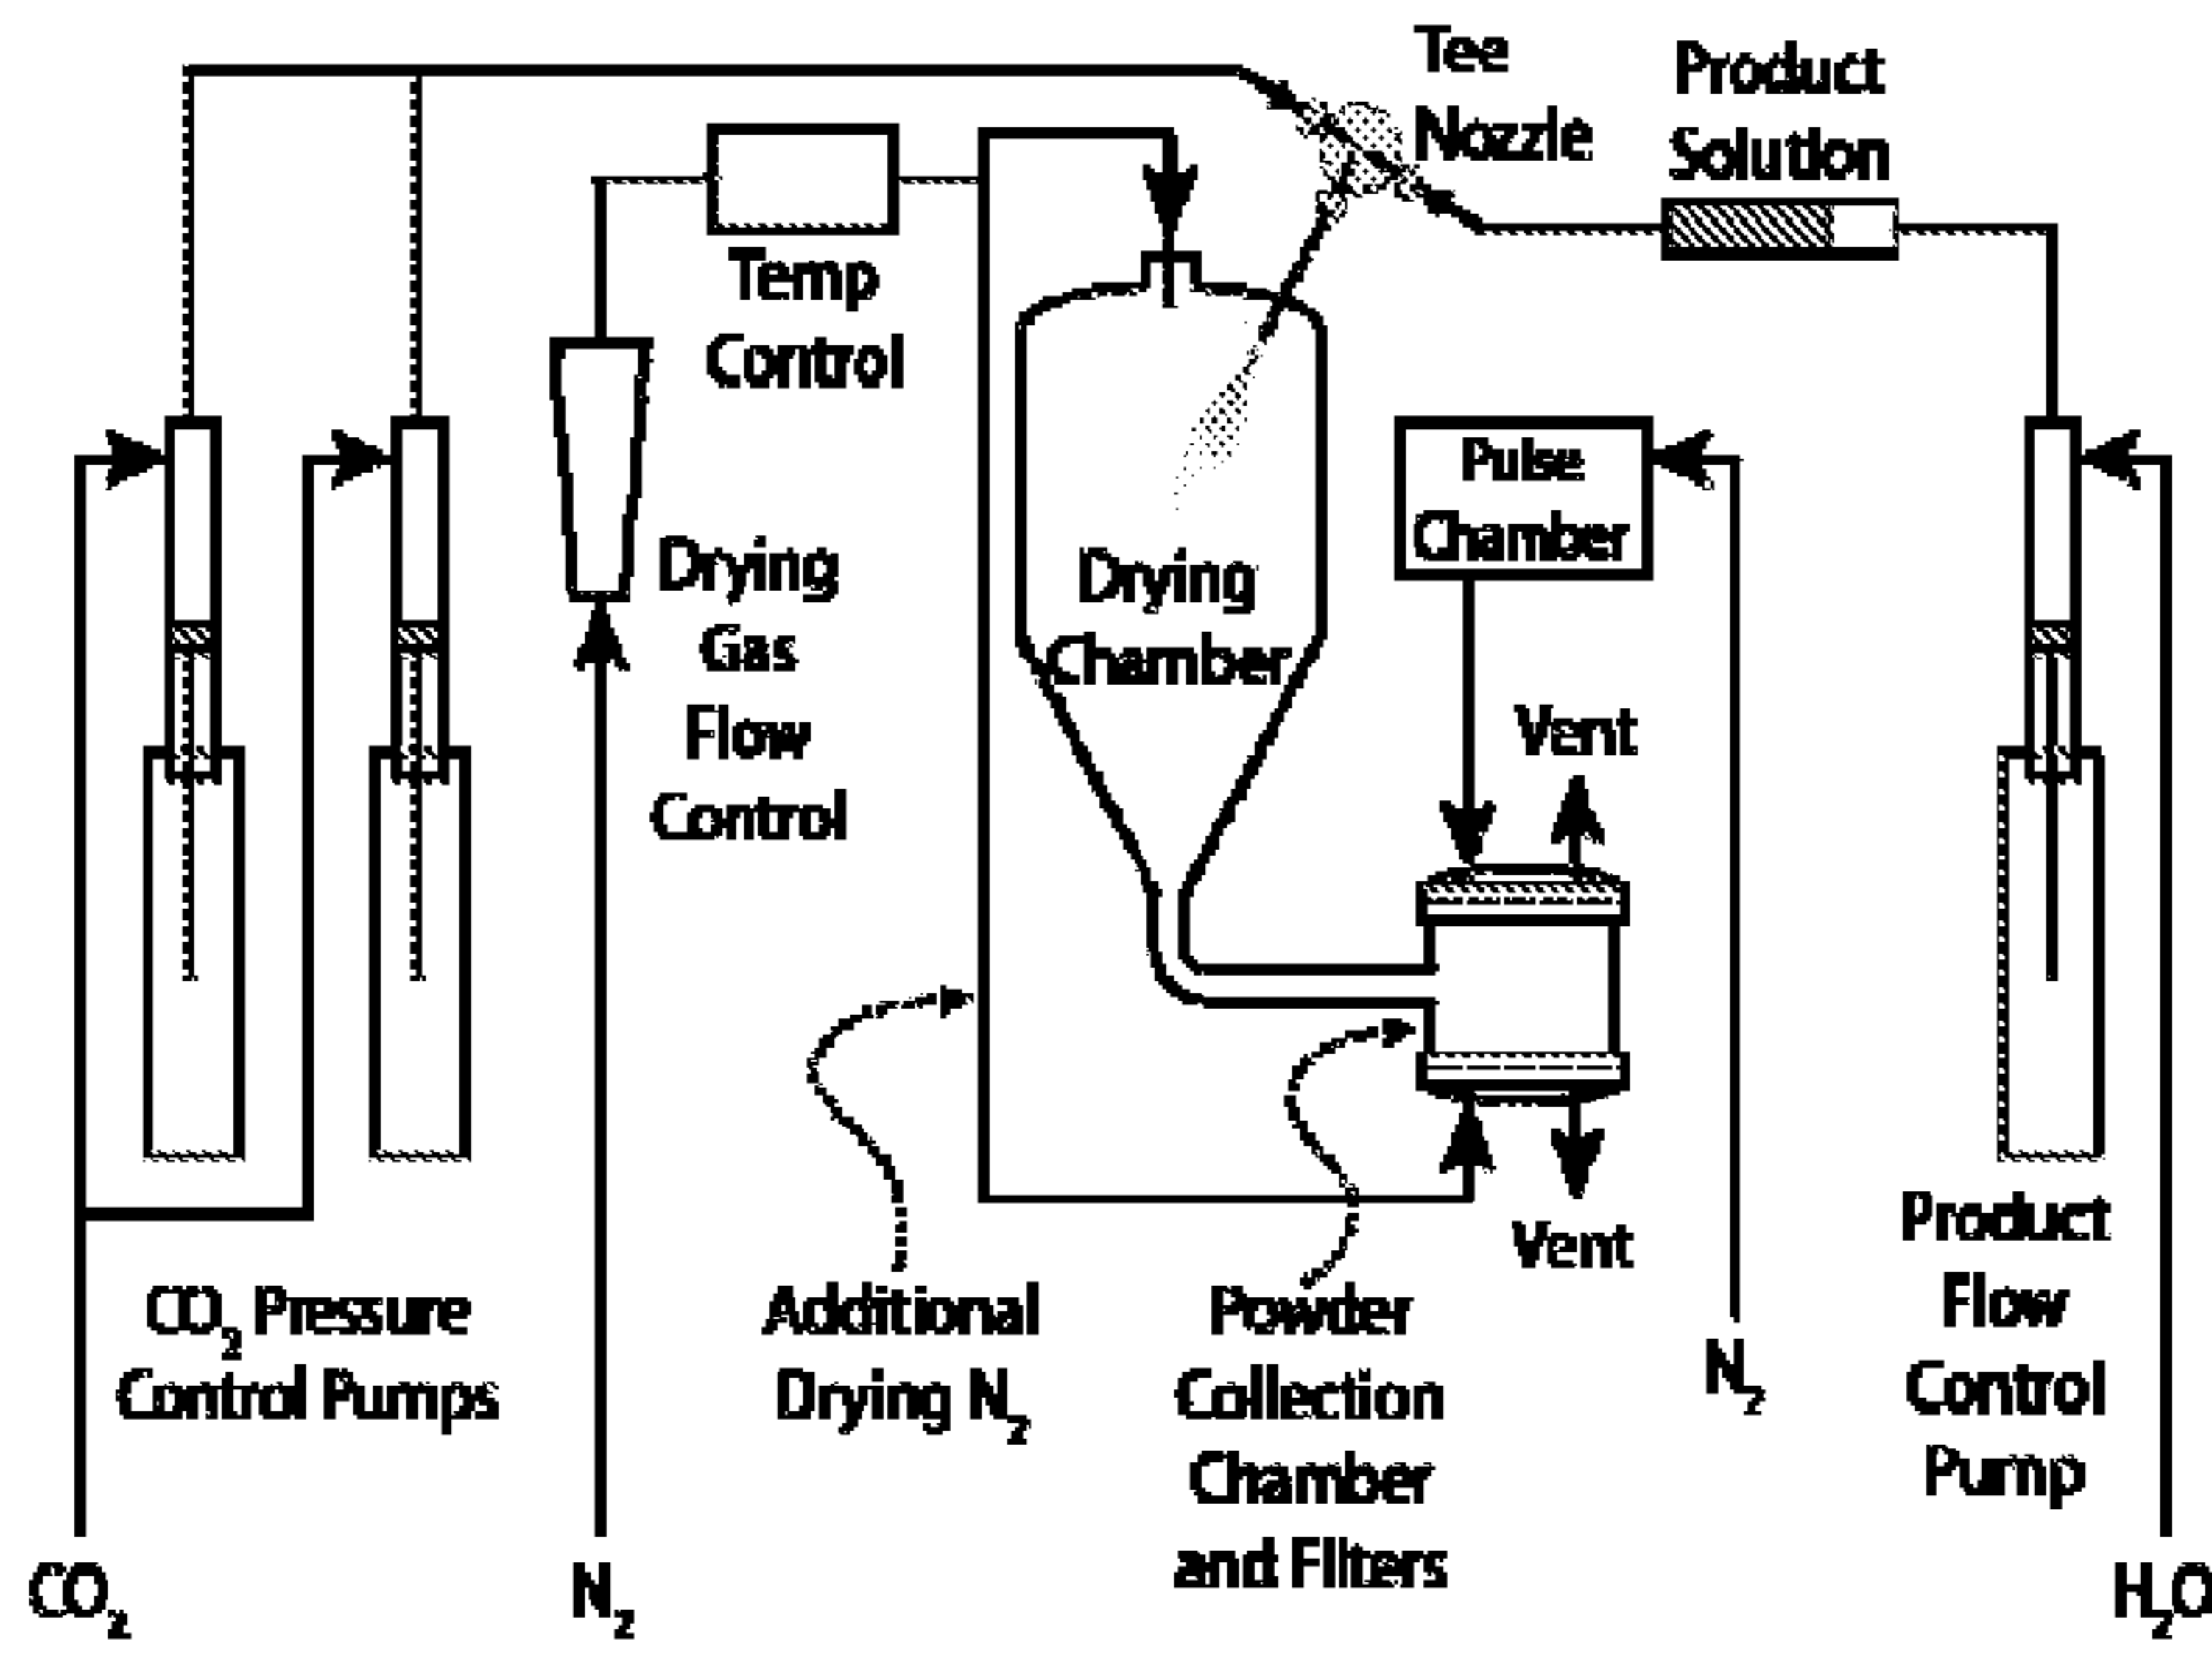 Tee
Nozzle
Product
Solution
Temp
Control
Drying
Gas
Flow
Control
Drying
Chamber
Pulse
Chamber
Vent
Vent
CO₂ Pressure
Control Pumps
Additional
Drying N₂
Powder
Collection
Chamber
and Filters
Product
Flow
Control
Pump
CO₂
N₂
N₂
H₂O